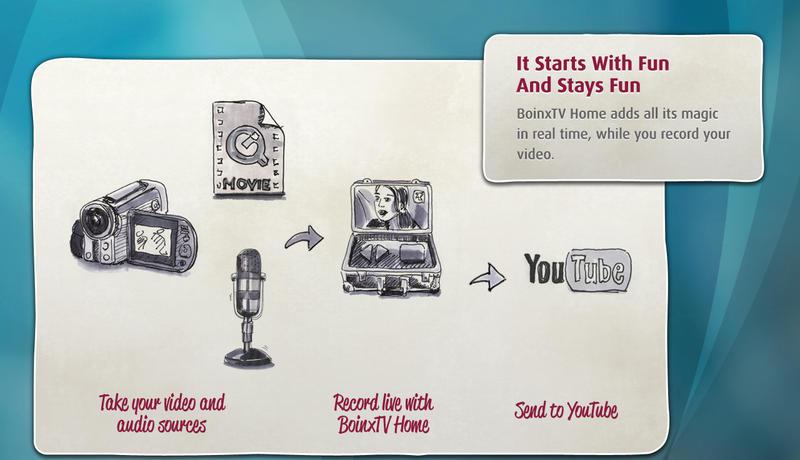 It Starts With Fun
And Stays Fun
BoinxTV Home adds all its magic
in real time, while you record your
video.
MOVIE
YouTube
Take your video and
audio sources
Record live with
BoinxTV Home
Send to YouTube